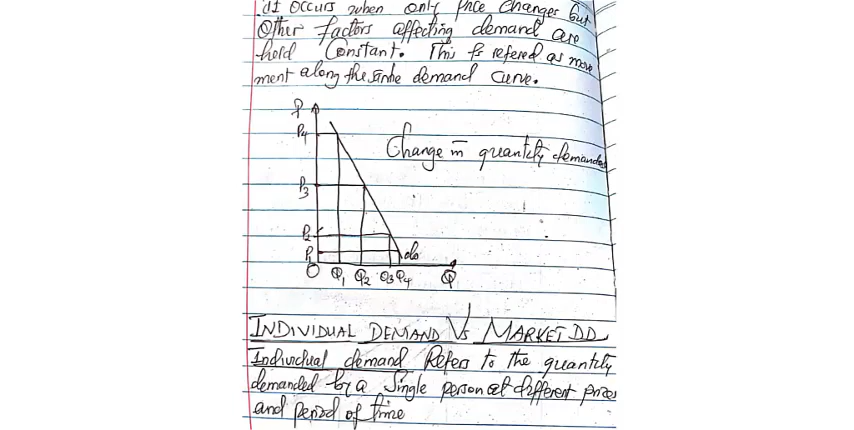 It occurs when only price changes but
Other factors affecting demand are
held Constant. This is refered as move
ment along the same demand curve.
P
P4
Change in quantity demanded
P3
P2
P1
do
O Q1 Q2 Q3 Q4 Q
INDIVIDUAL DEMAND Vs MARKET DD
Individual demand Refers to the quantity
demanded by a Single person at different prices
and period of time